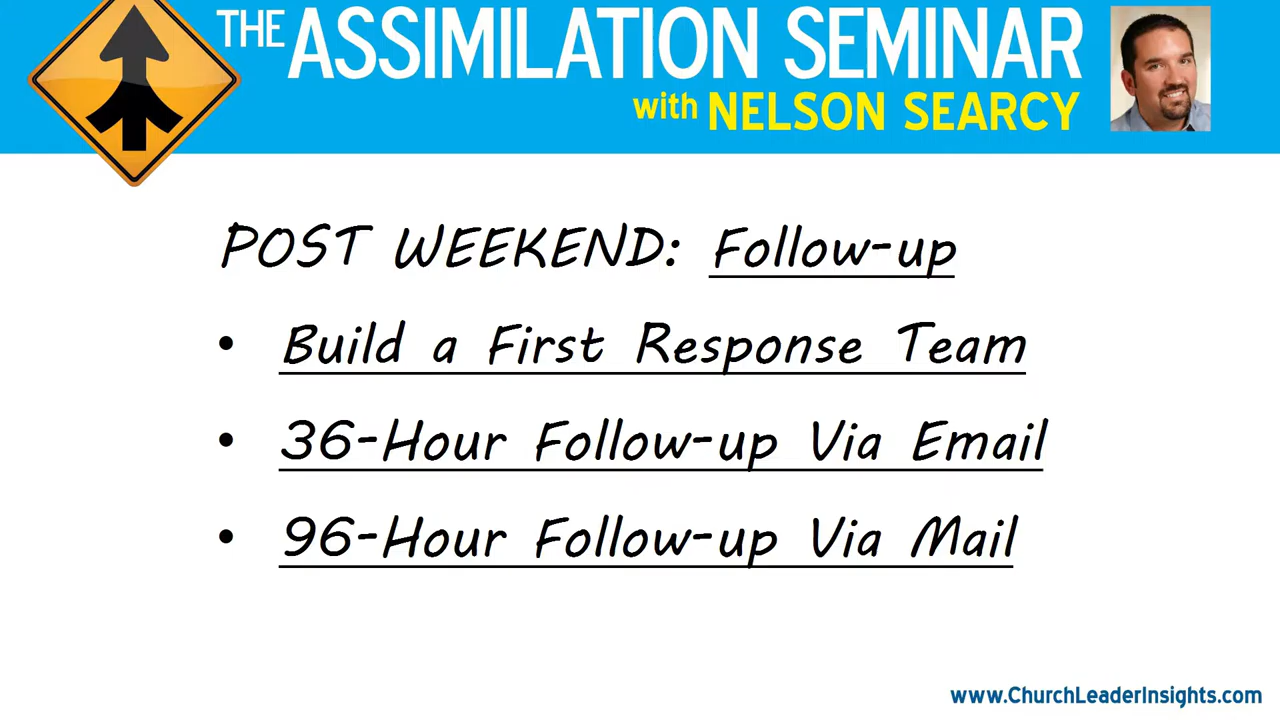 THE ASSIMILATION SEMINAR
with NELSON SEARCY
POST WEEKEND: Follow-up
• Build a First Response Team
• 36-Hour Follow-up Via Email
• 96-Hour Follow-up Via Mail
www.ChurchLeaderInsights.com